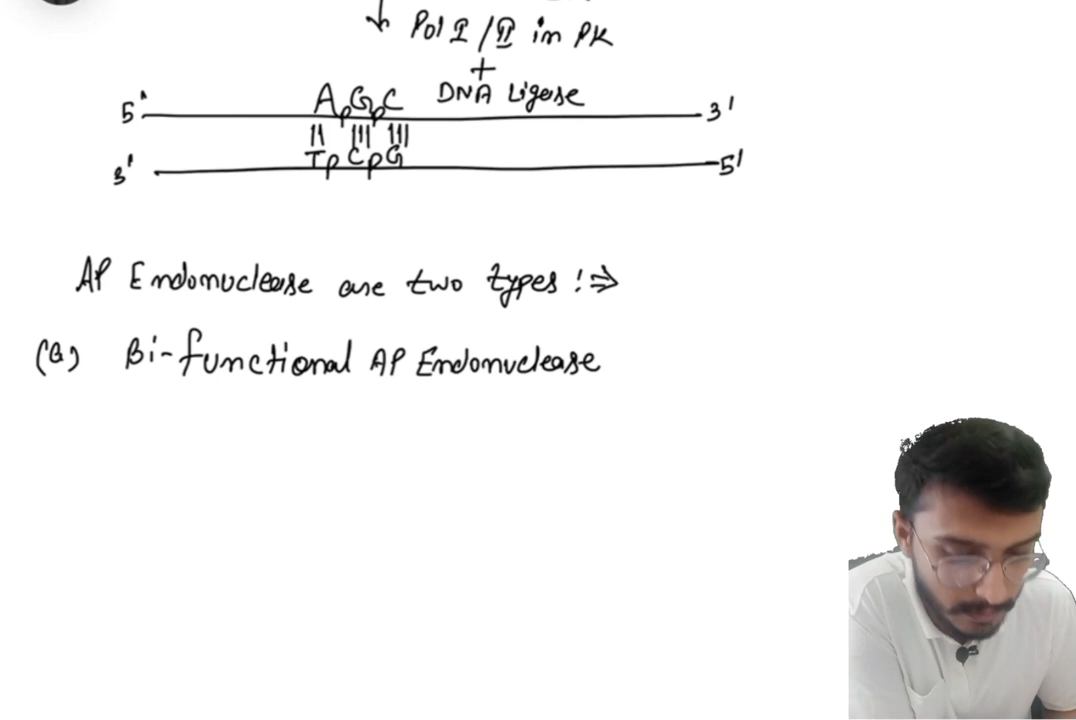 ↓ Pol I/II in PK
+
DNA Ligase
5' ApGpC 3'
3' TpCpG 5'
AP Endonuclease are two types :⇒
(a) Bi-functional AP Endonuclease